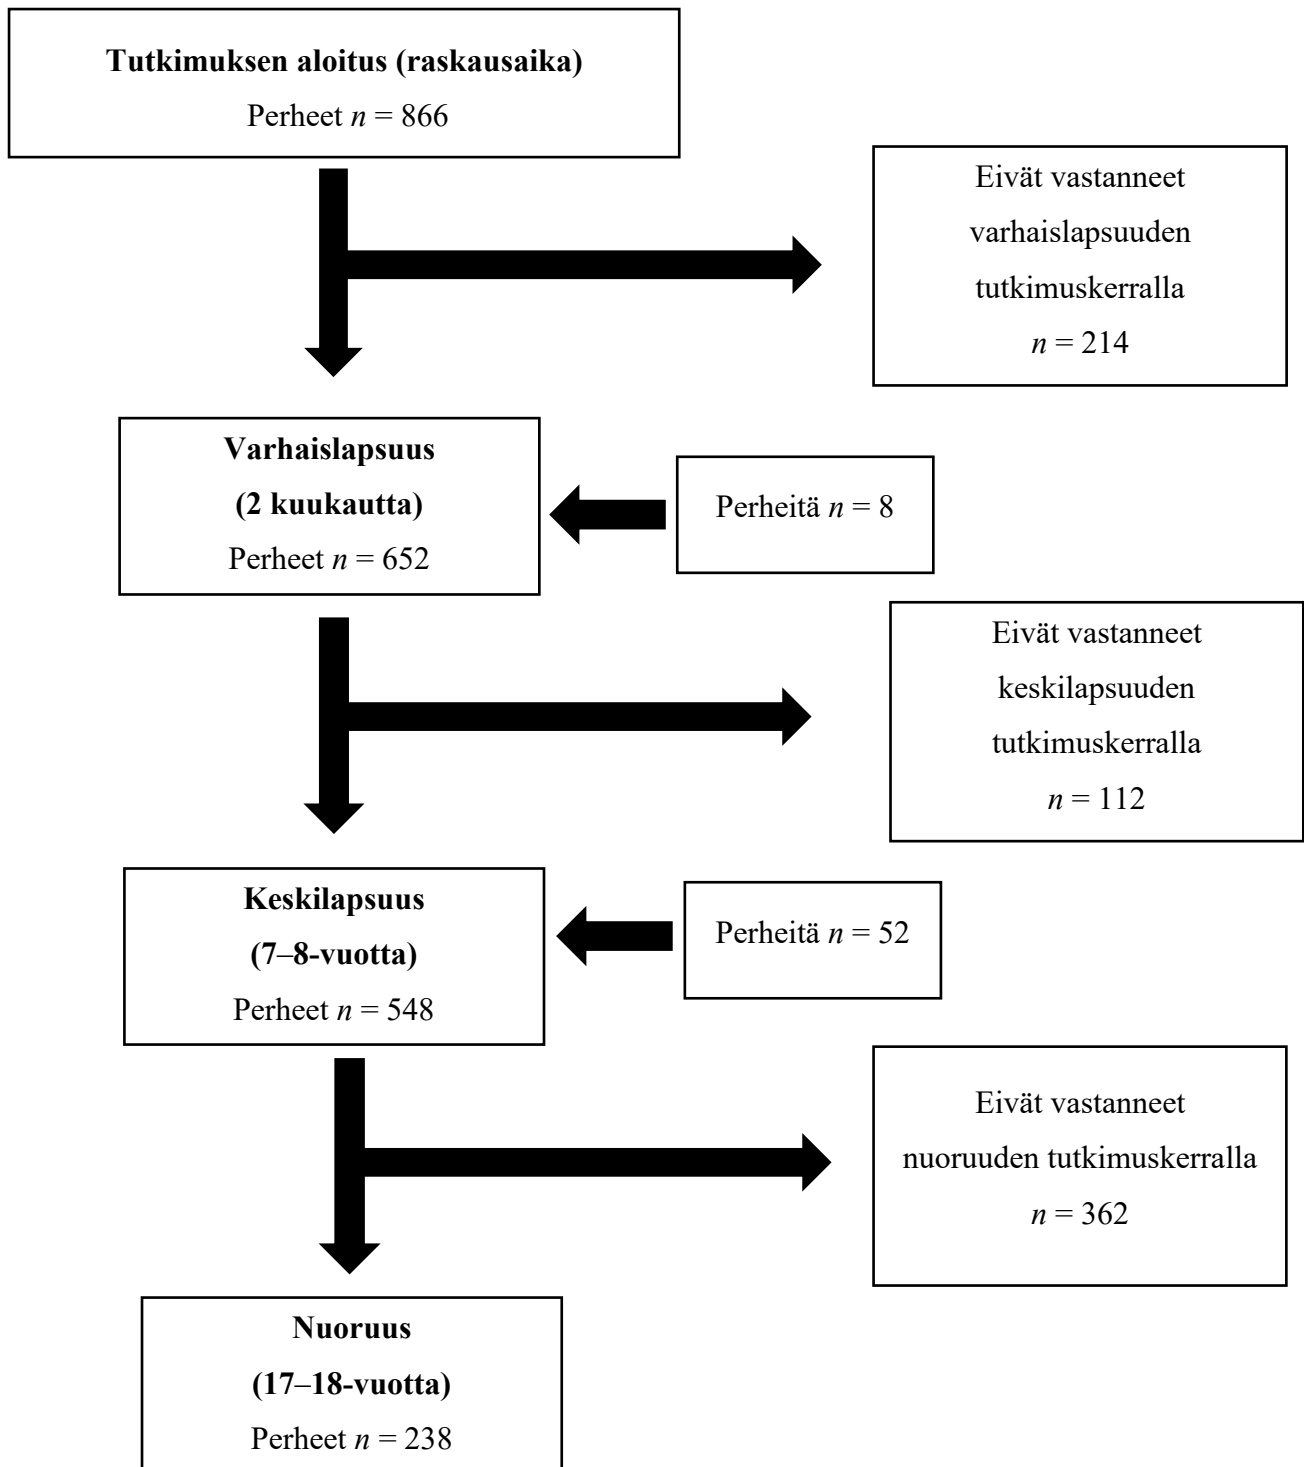 Tutkimuksen aloitus (raskausaika)
Perheet n = 866
Eivät vastanneet
varhaislapsuuden
tutkimuskerralla
n = 214
Varhaislapsuus
(2 kuukautta)
Perheet n = 652
Perheitä n = 8
Eivät vastanneet
keskilapsuuden
tutkimuskerralla
n = 112
Keskilapsuus
(7–8-vuotta)
Perheet n = 548
Perheitä n = 52
Eivät vastanneet
nuoruuden tutkimuskerralla
n = 362
Nuoruus
(17–18-vuotta)
Perheet n = 238